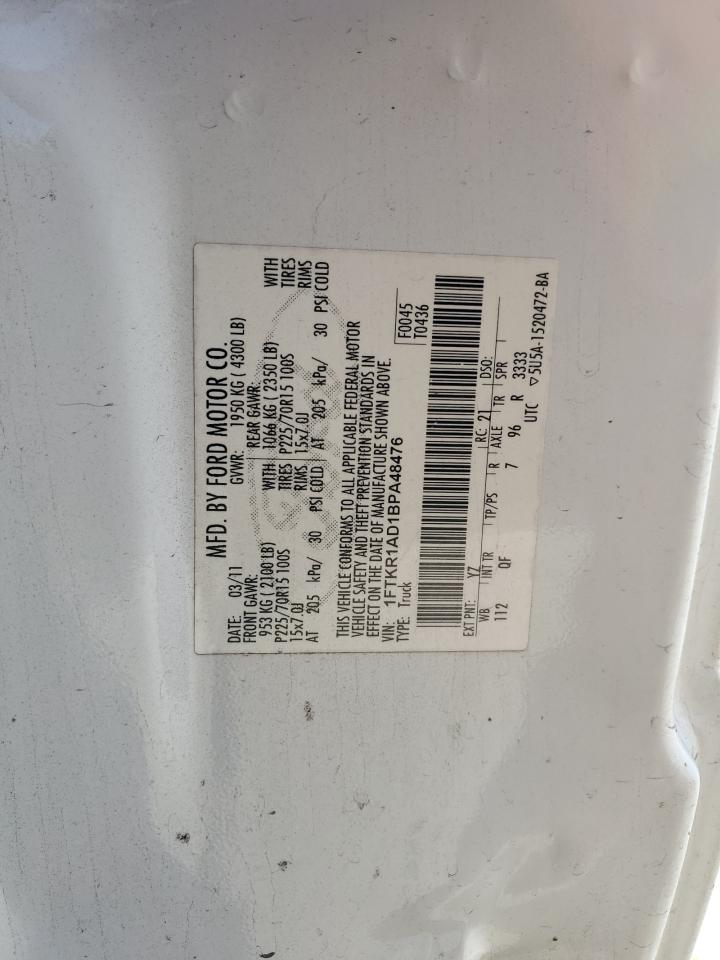 MFD. BY FORD MOTOR CO.
DATE: 03/11 GVWR: 1950 KG ( 4300 LB)
FRONT GAWR: REAR GAWR:
953 KG ( 2100 LB) WITH 1066 KG ( 2350 LB) WITH
P225/70R15 100S TIRES P225/70R15 100S TIRES
15x7.0J RIMS 15x7.0J RIMS
AT 205 kPa/ 30 PSI COLD AT 205 kPa/ 30 PSI COLD
THIS VEHICLE CONFORMS TO ALL APPLICABLE FEDERAL MOTOR
VEHICLE SAFETY AND THEFT PREVENTION STANDARDS IN
EFFECT ON THE DATE OF MANUFACTURE SHOWN ABOVE.
VIN: 1FTKR1AD1BPA48476 F0045
TYPE: Truck T0436
EXT PNT: YZ RC: 21 DSO:
WB INT TR TP/PS R AXLE TR SPR
112 QF 7 96 R 3333
UTC ▽5U5A-1520472-BA